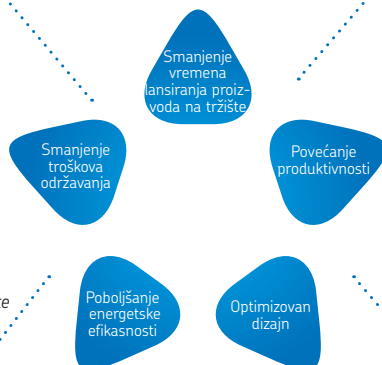 Smanjenje
vremena
lansiranja proiz-
voda na tržište
Smanjenje
troškova
održavanja
Povećanje
produktivnosti
Poboljšanje
energetske
efikasnosti
Optimizovan
dizajn